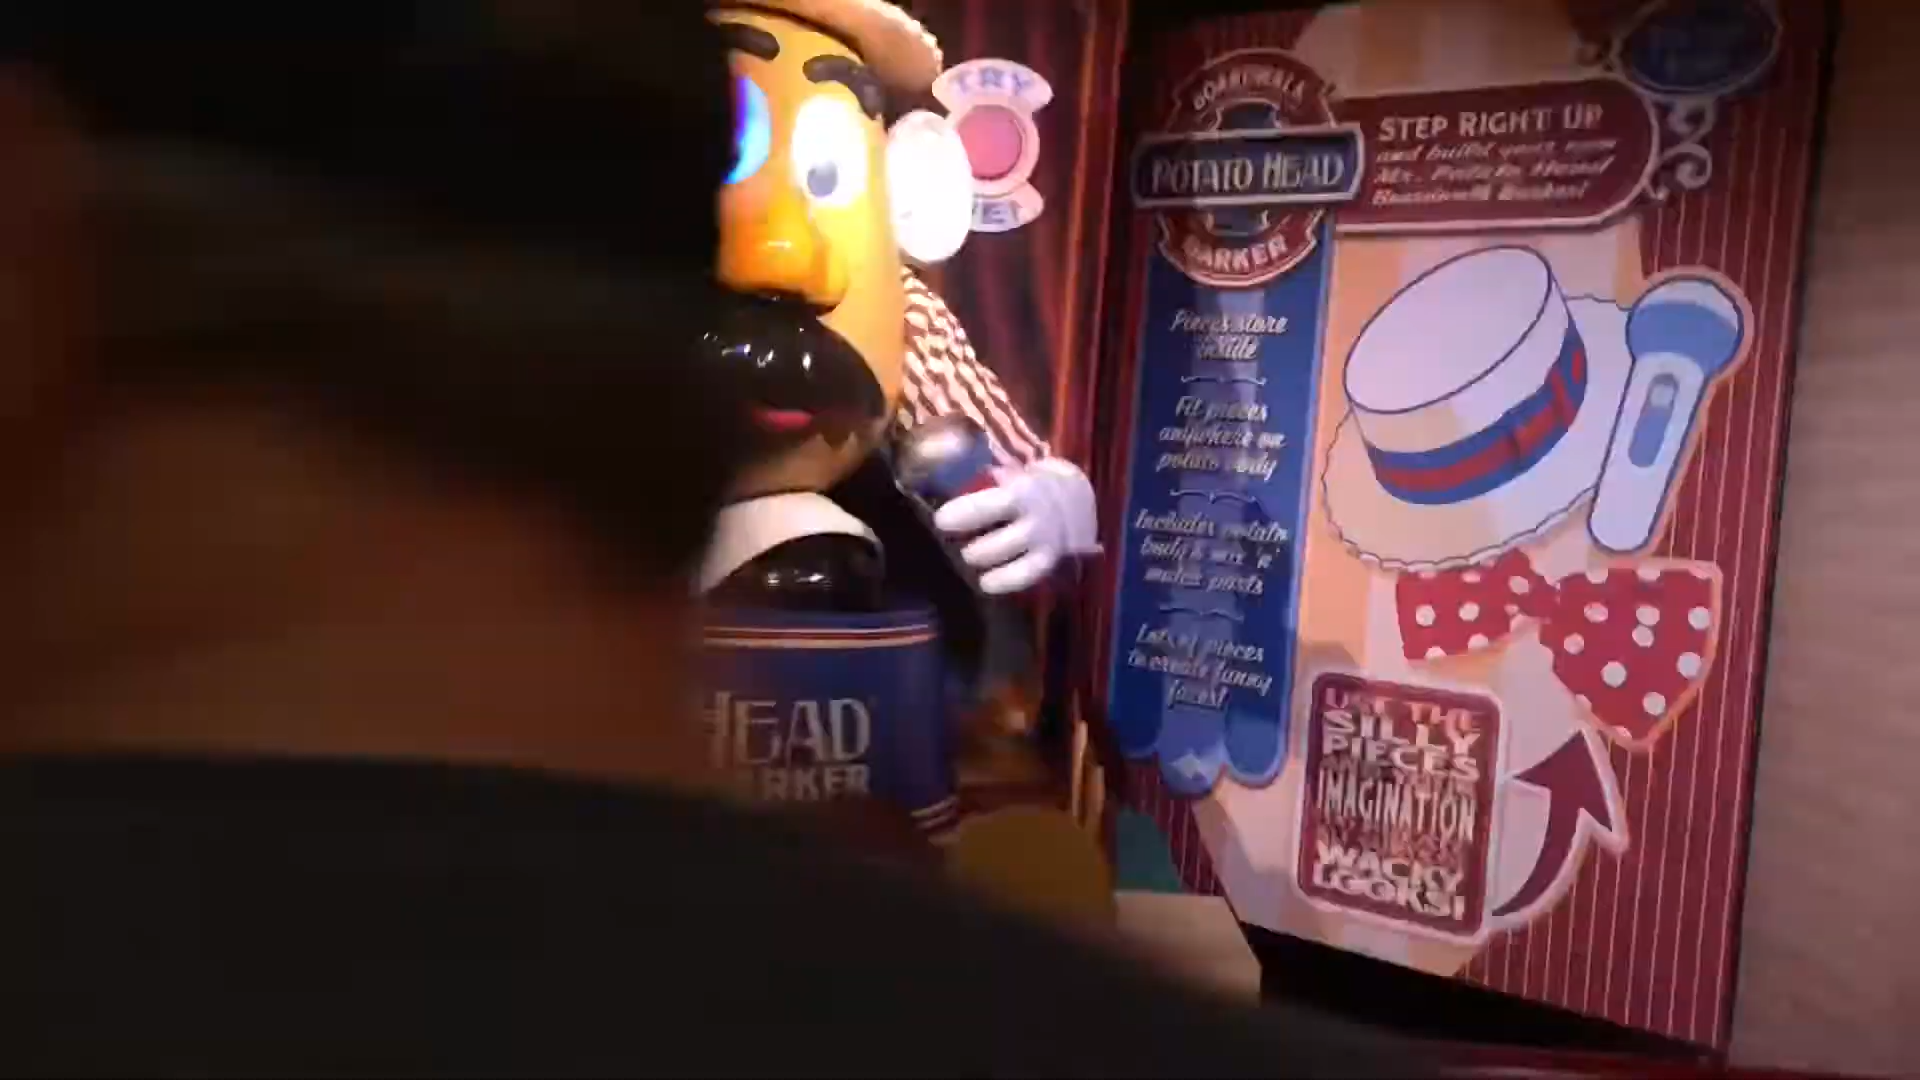 TRY
ME!
BOARDWALK
POTATO HEAD
BARKER
STEP RIGHT UP
and build your own
Mr. Potato Head
Boardwalk Barker!
Pieces store
inside
Fit pieces
anywhere on
potato body
Includes potato
body & mix 'n'
match parts
Lots of pieces
to create funny
faces!
HEAD
ARKER
USE THE
SILLY
PIECES
AND YOUR
IMAGINATION
WACKY
LOOKS!